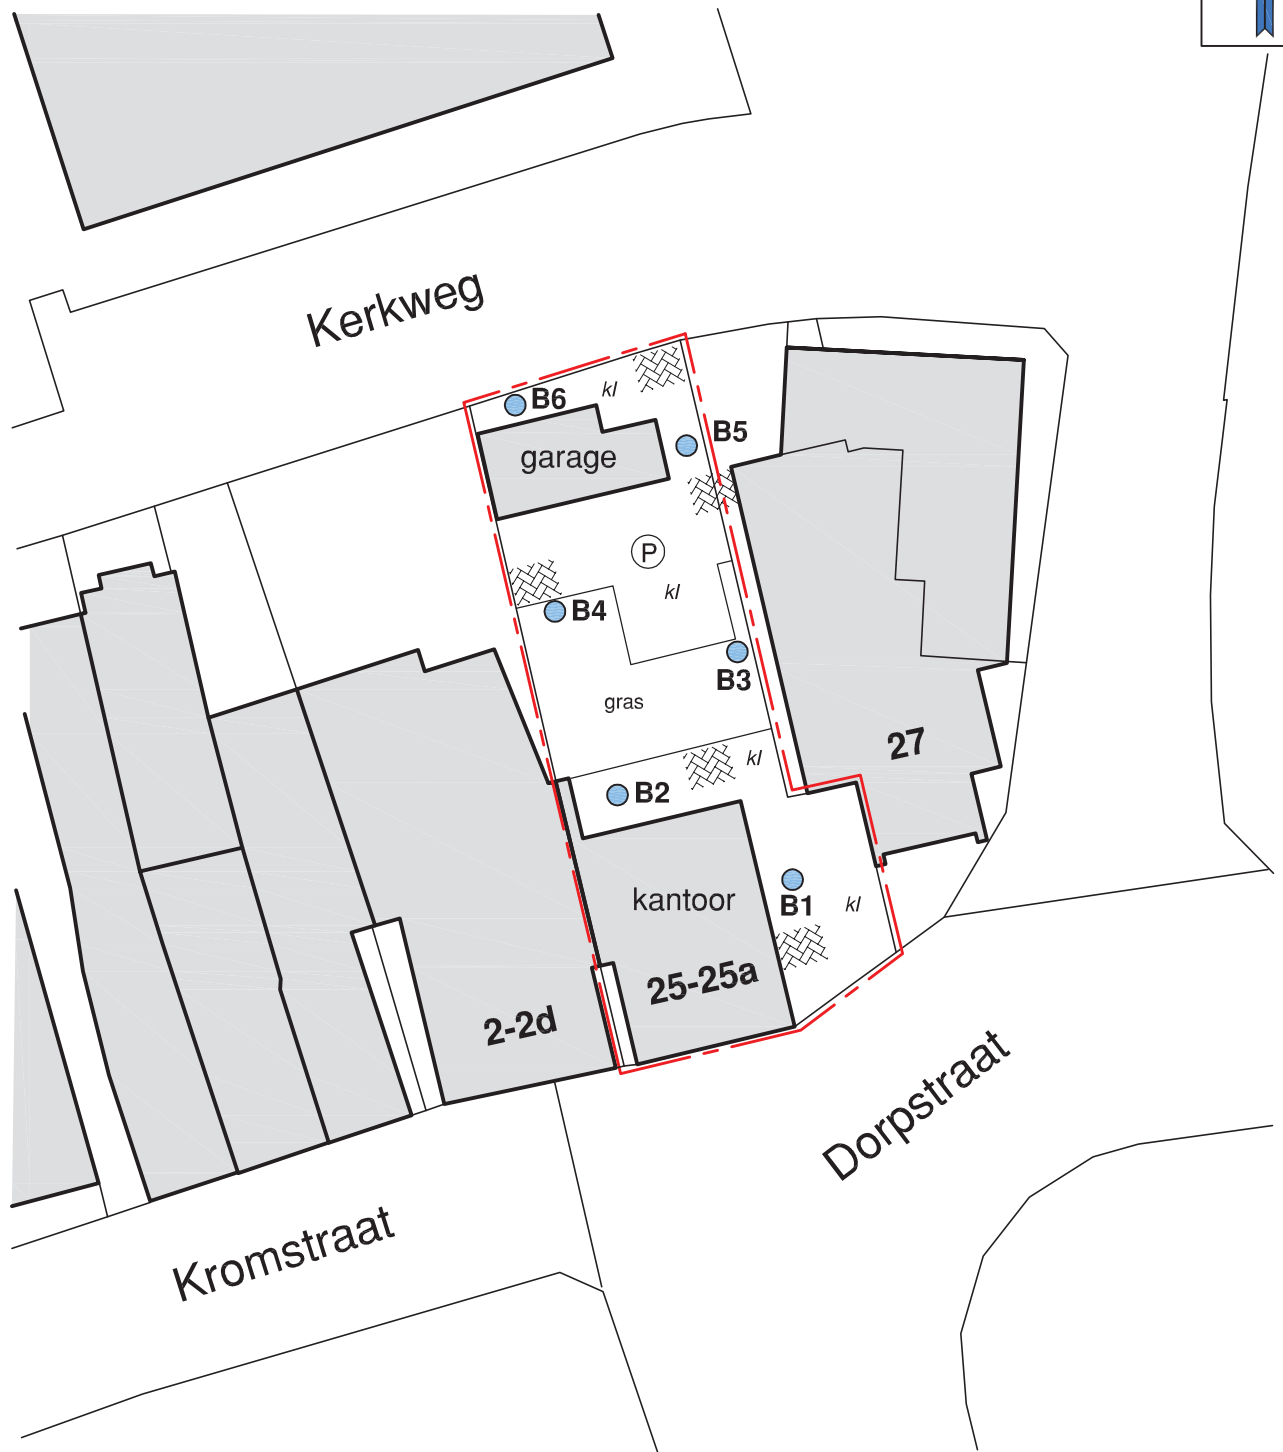 Kerkweg
kl
B6
B5
garage
P
kl
B4
B3
gras
27
kl
B2
kantoor
B1
kl
25-25a
2-2d
Dorpstraat
Kromstraat